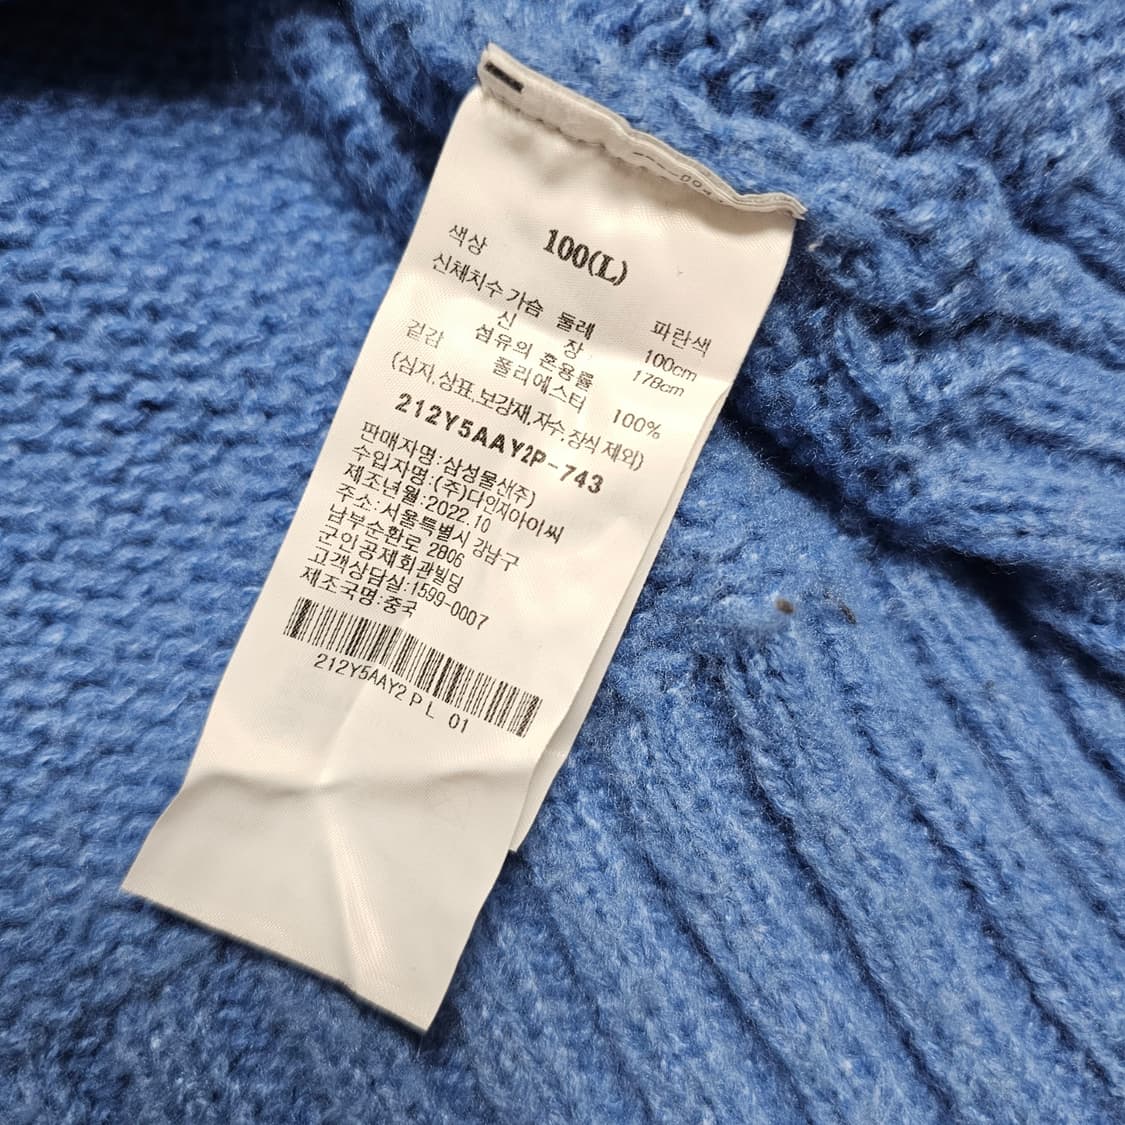 100(L)
색상 파란색
신체치수 가슴 둘레 100cm
신 장 178cm
섬유의 혼용률
겉감 폴리에스터 100%
(심지,상표,보강재,자수,장식 제외)
212Y5AAY2P-743
판매자명:삼성물산(주)
수입자명:(주)다인지아이씨
제조년월:2022.10
주소:서울특별시 강남구
남부순환로 2806
군인공제회관빌딩
고객상담실:1599-0007
제조국명:중국
212Y5AAY2PL 01